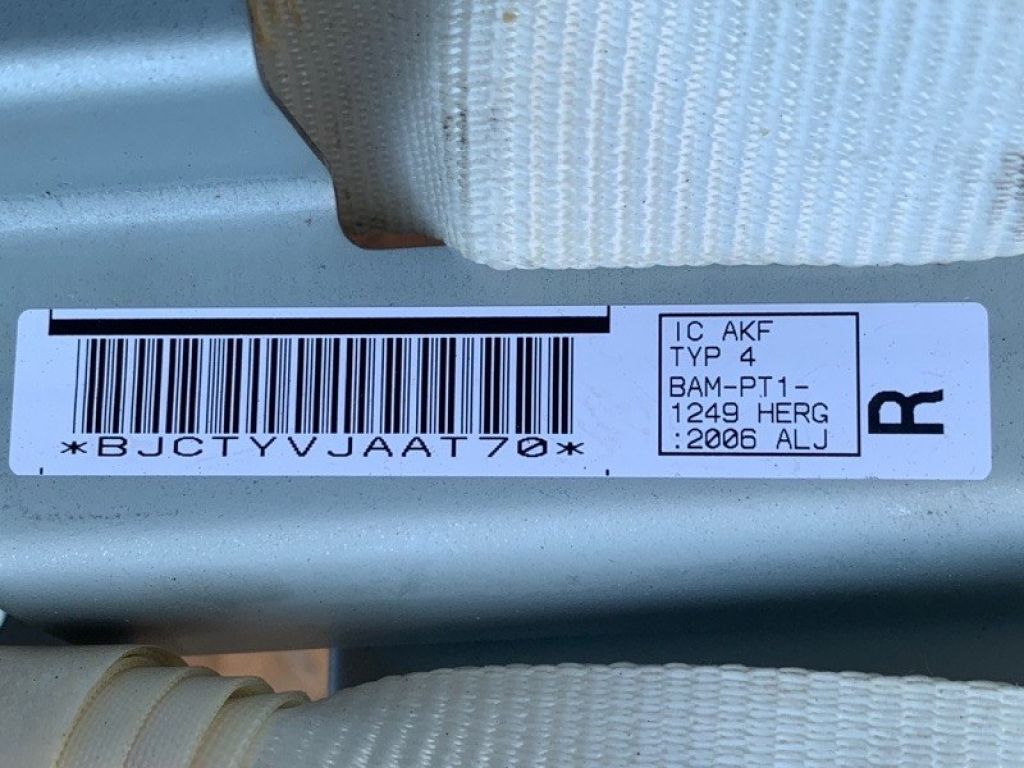 *BJCTYVJAAT70*
IC AKF
TYP 4
BAM-PT1-
1249 HERG
:2006 ALJ
R